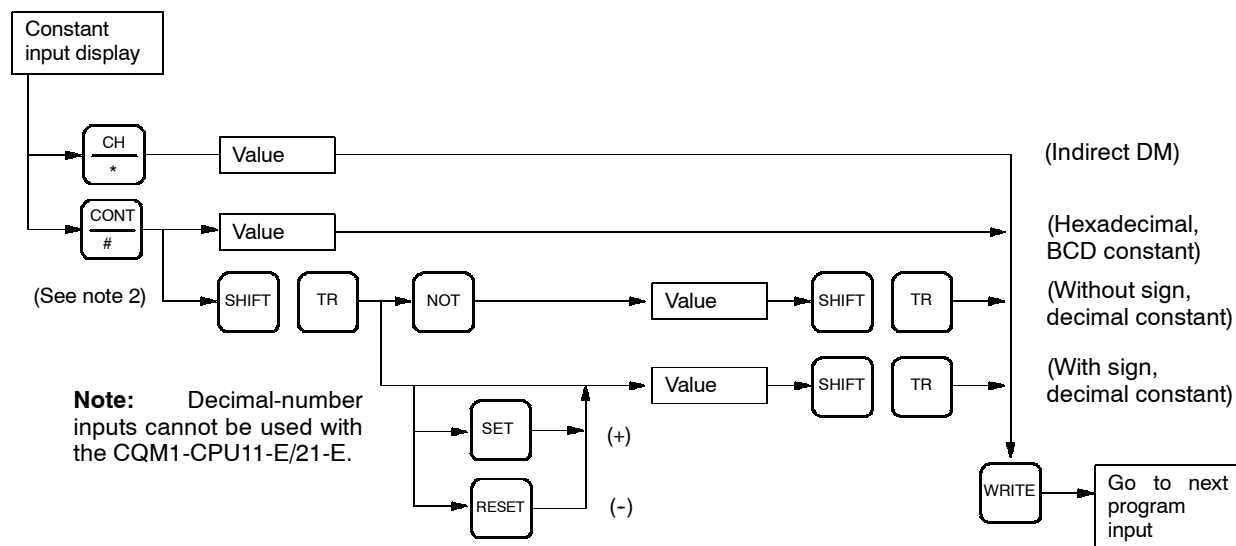 Constant
input display
CH
*
Value
(Indirect DM)
CONT
#
Value
(Hexadecimal,
BCD constant)
(See note 2)
SHIFT
TR
NOT
Value
SHIFT
TR
(Without sign,
decimal constant)
Value
SHIFT
TR
(With sign,
decimal constant)
Note: Decimal-number
inputs cannot be used with
the CQM1-CPU11-E/21-E.
SET
(+)
RESET
(-)
WRITE
Go to next
program
input